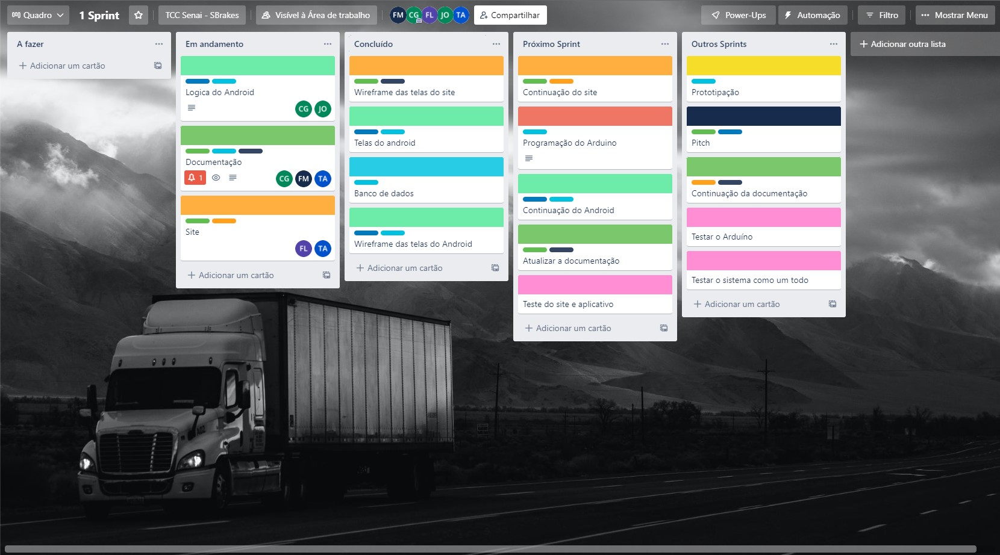 Quadro
1 Sprint
TCC Senai - SBrakes
Visível à Área de trabalho
FM
CG
FL
JO
TA
Compartilhar
Power-Ups
Automação
Filtro
Mostrar Menu
A fazer
Adicionar um cartão
Em andamento
Logica do Android
CG
JO
Documentação
1
CG
FM
TA
Site
FL
TA
Adicionar um cartão
Concluído
Wireframe das telas do site
Telas do android
Banco de dados
Wireframe das telas do Android
Adicionar um cartão
Próximo Sprint
Continuação do site
Programação do Arduino
Continuação do Android
Atualizar a documentação
Teste do site e aplicativo
Adicionar um cartão
Outros Sprints
Prototipação
Pitch
Continuação da documentação
Testar o Arduíno
Testar o sistema como um todo
Adicionar um cartão
Adicionar outra lista